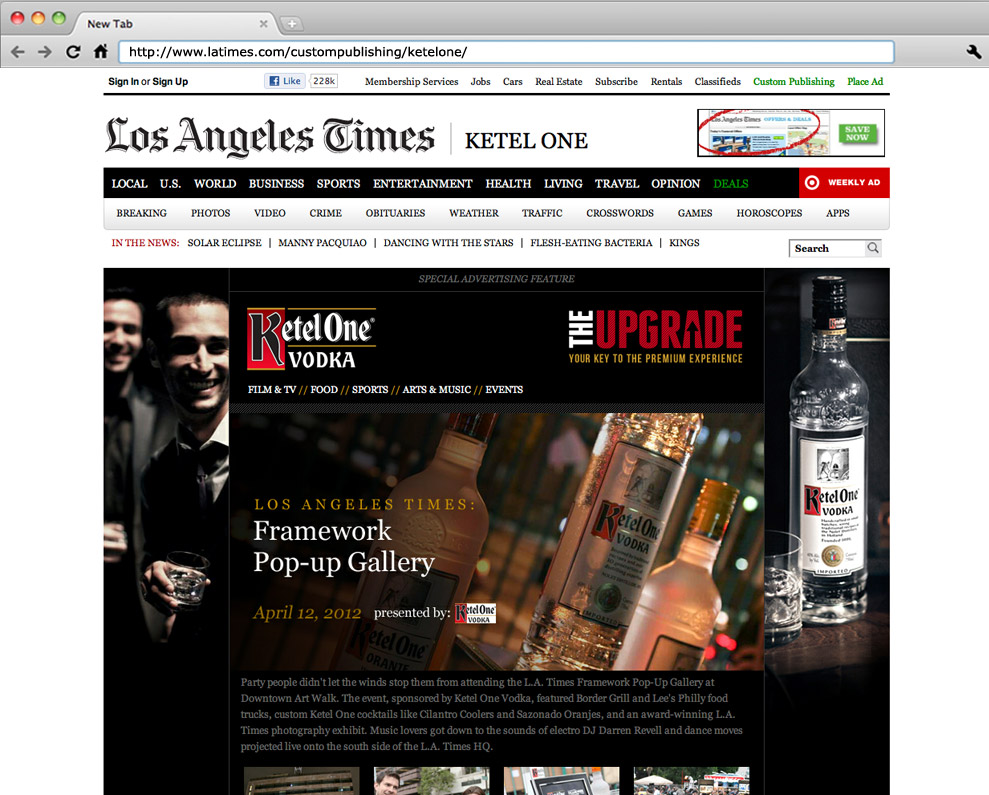 New Tab
http://www.latimes.com/custompublishing/ketelone/
Sign In or Sign Up
Like
228k
Membership Services Jobs Cars Real Estate Subscribe Rentals Classifieds Custom Publishing Place Ad
Los Angeles Times
KETEL ONE
Los Angeles Times OFFERS & DEALS
SAVE NOW
LOCAL U.S. WORLD BUSINESS SPORTS ENTERTAINMENT HEALTH LIVING TRAVEL OPINION DEALS
WEEKLY AD
BREAKING PHOTOS VIDEO CRIME OBITUARIES WEATHER TRAFFIC CROSSWORDS GAMES HOROSCOPES APPS
IN THE NEWS: SOLAR ECLIPSE | MANNY PACQUIAO | DANCING WITH THE STARS | FLESH-EATING BACTERIA | KINGS
Search
SPECIAL ADVERTISING FEATURE
Ketel One®
VODKA
THE UPGRADE
YOUR KEY TO THE PREMIUM EXPERIENCE
FILM & TV // FOOD // SPORTS // ARTS & MUSIC // EVENTS
LOS ANGELES TIMES:
Framework
Pop-up Gallery
April 12, 2012 presented by: Ketel One VODKA
Ketel One
VODKA
Ketel One
ORANJE
Ketel One
VODKA
IMPORTED
Party people didn't let the winds stop them from attending the L.A. Times Framework Pop-Up Gallery at
Downtown Art Walk. The event, sponsored by Ketel One Vodka, featured Border Grill and Lee's Philly food
trucks, custom Ketel One cocktails like Cilantro Coolers and Sazonado Oranjes, and an award-winning L.A.
Times photography exhibit. Music lovers got down to the sounds of electro DJ Darren Revell and dance moves
projected live onto the south side of the L.A. Times HQ.